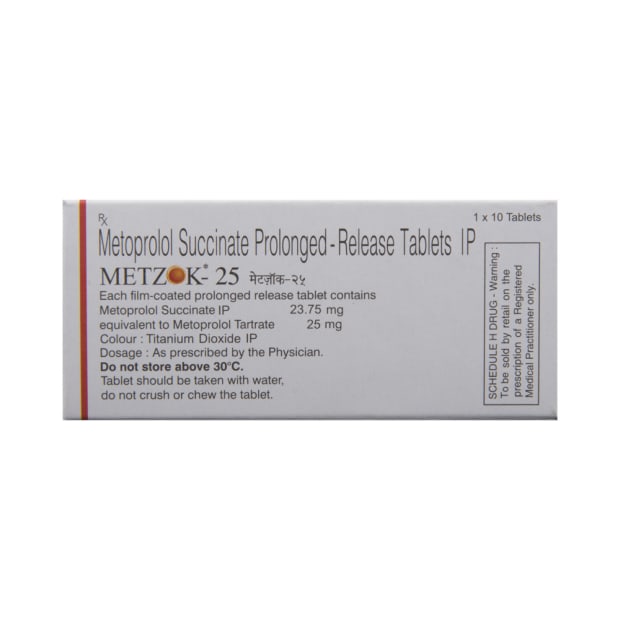 Rx
1 x 10 Tablets
Metoprolol Succinate Prolonged-Release Tablets IP
METZOK® 25 मेटज़ॉक-२५
Each film-coated prolonged release tablet contains
Metoprolol Succinate IP 23.75 mg
equivalent to Metoprolol Tartrate 25 mg
Colour : Titanium Dioxide IP
Dosage : As prescribed by the Physician.
Do not store above 30°C.
Tablet should be taken with water,
do not crush or chew the tablet.
SCHEDULE H DRUG - Warning :
To be sold by retail on the
prescription of a Registered
Medical Practitioner only.